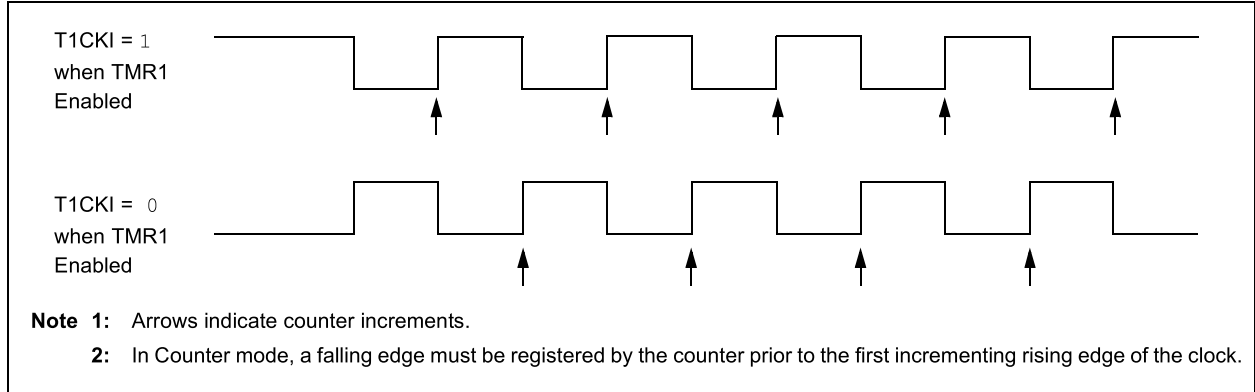 T1CKI = 1
when TMR1
Enabled
T1CKI = 0
when TMR1
Enabled
Note 1: Arrows indicate counter increments.
2: In Counter mode, a falling edge must be registered by the counter prior to the first incrementing rising edge of the clock.